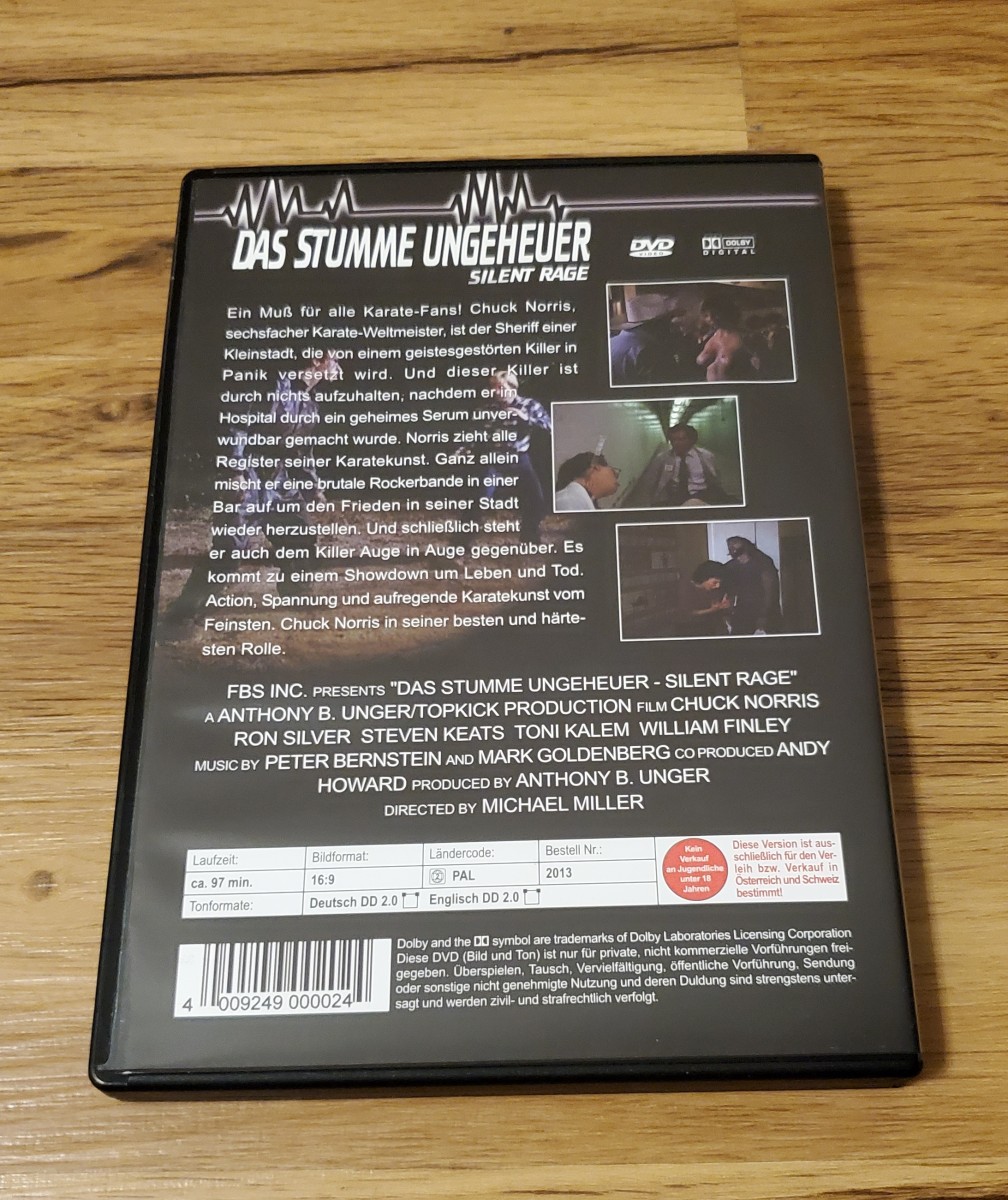 DAS STUMME UNGEHEUER
SILENT RAGE
DVD
VIDEO
DOLBY
DIGITAL
Ein Muß für alle Karate-Fans! Chuck Norris,
sechsfacher Karate-Weltmeister, ist der Sheriff einer
Kleinstadt, die von einem geistesgestörten Killer in
Panik versetzt wird. Und dieser Killer ist
durch nichts aufzuhalten, nachdem er im
Hospital durch ein geheimes Serum unver-
wundbar gemacht wurde. Norris zieht alle
Register seiner Karatekunst. Ganz allein
mischt er eine brutale Rockerbande in einer
Bar auf um den Frieden in seiner Stadt
wieder herzustellen. Und schließlich steht
er auch dem Killer Auge in Auge gegenüber. Es
kommt zu einem Showdown um Leben und Tod.
Action, Spannung und aufregende Karatekunst vom
Feinsten. Chuck Norris in seiner besten und härte-
sten Rolle.
FBS INC. PRESENTS "DAS STUMME UNGEHEUER - SILENT RAGE"
A ANTHONY B. UNGER/TOPKICK PRODUCTION FILM CHUCK NORRIS
RON SILVER STEVEN KEATS TONI KALEM WILLIAM FINLEY
MUSIC BY PETER BERNSTEIN AND MARK GOLDENBERG CO PRODUCED ANDY
HOWARD PRODUCED BY ANTHONY B. UNGER
DIRECTED BY MICHAEL MILLER
Laufzeit: Bildformat: Ländercode: Bestell Nr.:
ca. 97 min. 16:9 PAL 2013
Tonformate: Deutsch DD 2.0 Englisch DD 2.0
Kein
Verkauf
an Jugendliche
unter 18
Jahren
Diese Version ist aus-
schließlich für den Ver-
leih bzw. Verkauf in
Österreich und Schweiz
bestimmt!
4 009249 000024
Dolby and the symbol are trademarks of Dolby Laboratories Licensing Corporation
Diese DVD (Bild und Ton) ist nur für private, nicht kommerzielle Vorführungen frei-
gegeben. Überspielen, Tausch, Vervielfältigung, öffentliche Vorführung, Sendung
oder sonstige nicht genehmigte Nutzung und deren Duldung sind strengstens unter-
sagt und werden zivil- und strafrechtlich verfolgt.